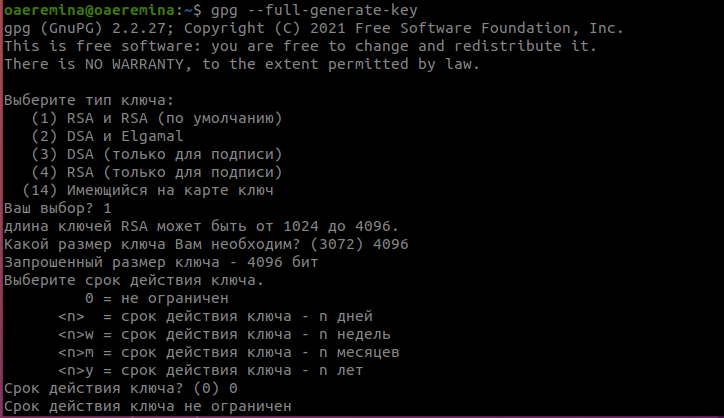 oaeremina@oaeremina:~$ gpg --full-generate-key
gpg (GnuPG) 2.2.27; Copyright (C) 2021 Free Software Foundation, Inc.
This is free software: you are free to change and redistribute it.
There is NO WARRANTY, to the extent permitted by law.

Выберите тип ключа:
   (1) RSA и RSA (по умолчанию)
   (2) DSA и Elgamal
   (3) DSA (только для подписи)
   (4) RSA (только для подписи)
  (14) Имеющийся на карте ключ
Ваш выбор? 1
длина ключей RSA может быть от 1024 до 4096.
Какой размер ключа Вам необходим? (3072) 4096
Запрошенный размер ключа - 4096 бит
Выберите срок действия ключа.
         0 = не ограничен
      <n>  = срок действия ключа - n дней
      <n>w = срок действия ключа - n недель
      <n>m = срок действия ключа - n месяцев
      <n>y = срок действия ключа - n лет
Срок действия ключа? (0) 0
Срок действия ключа не ограничен